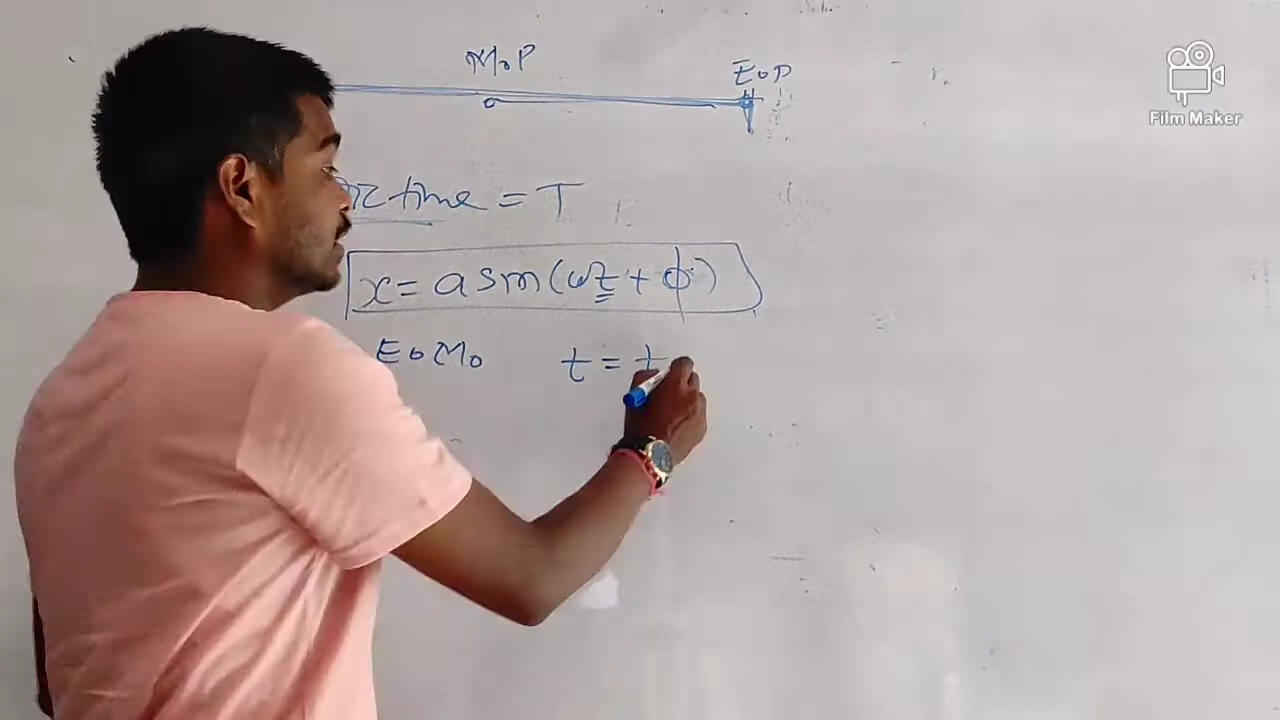 M.P
E.P
time = T
x = a sin(ωt + φ)
E.M. t = t
Film Maker